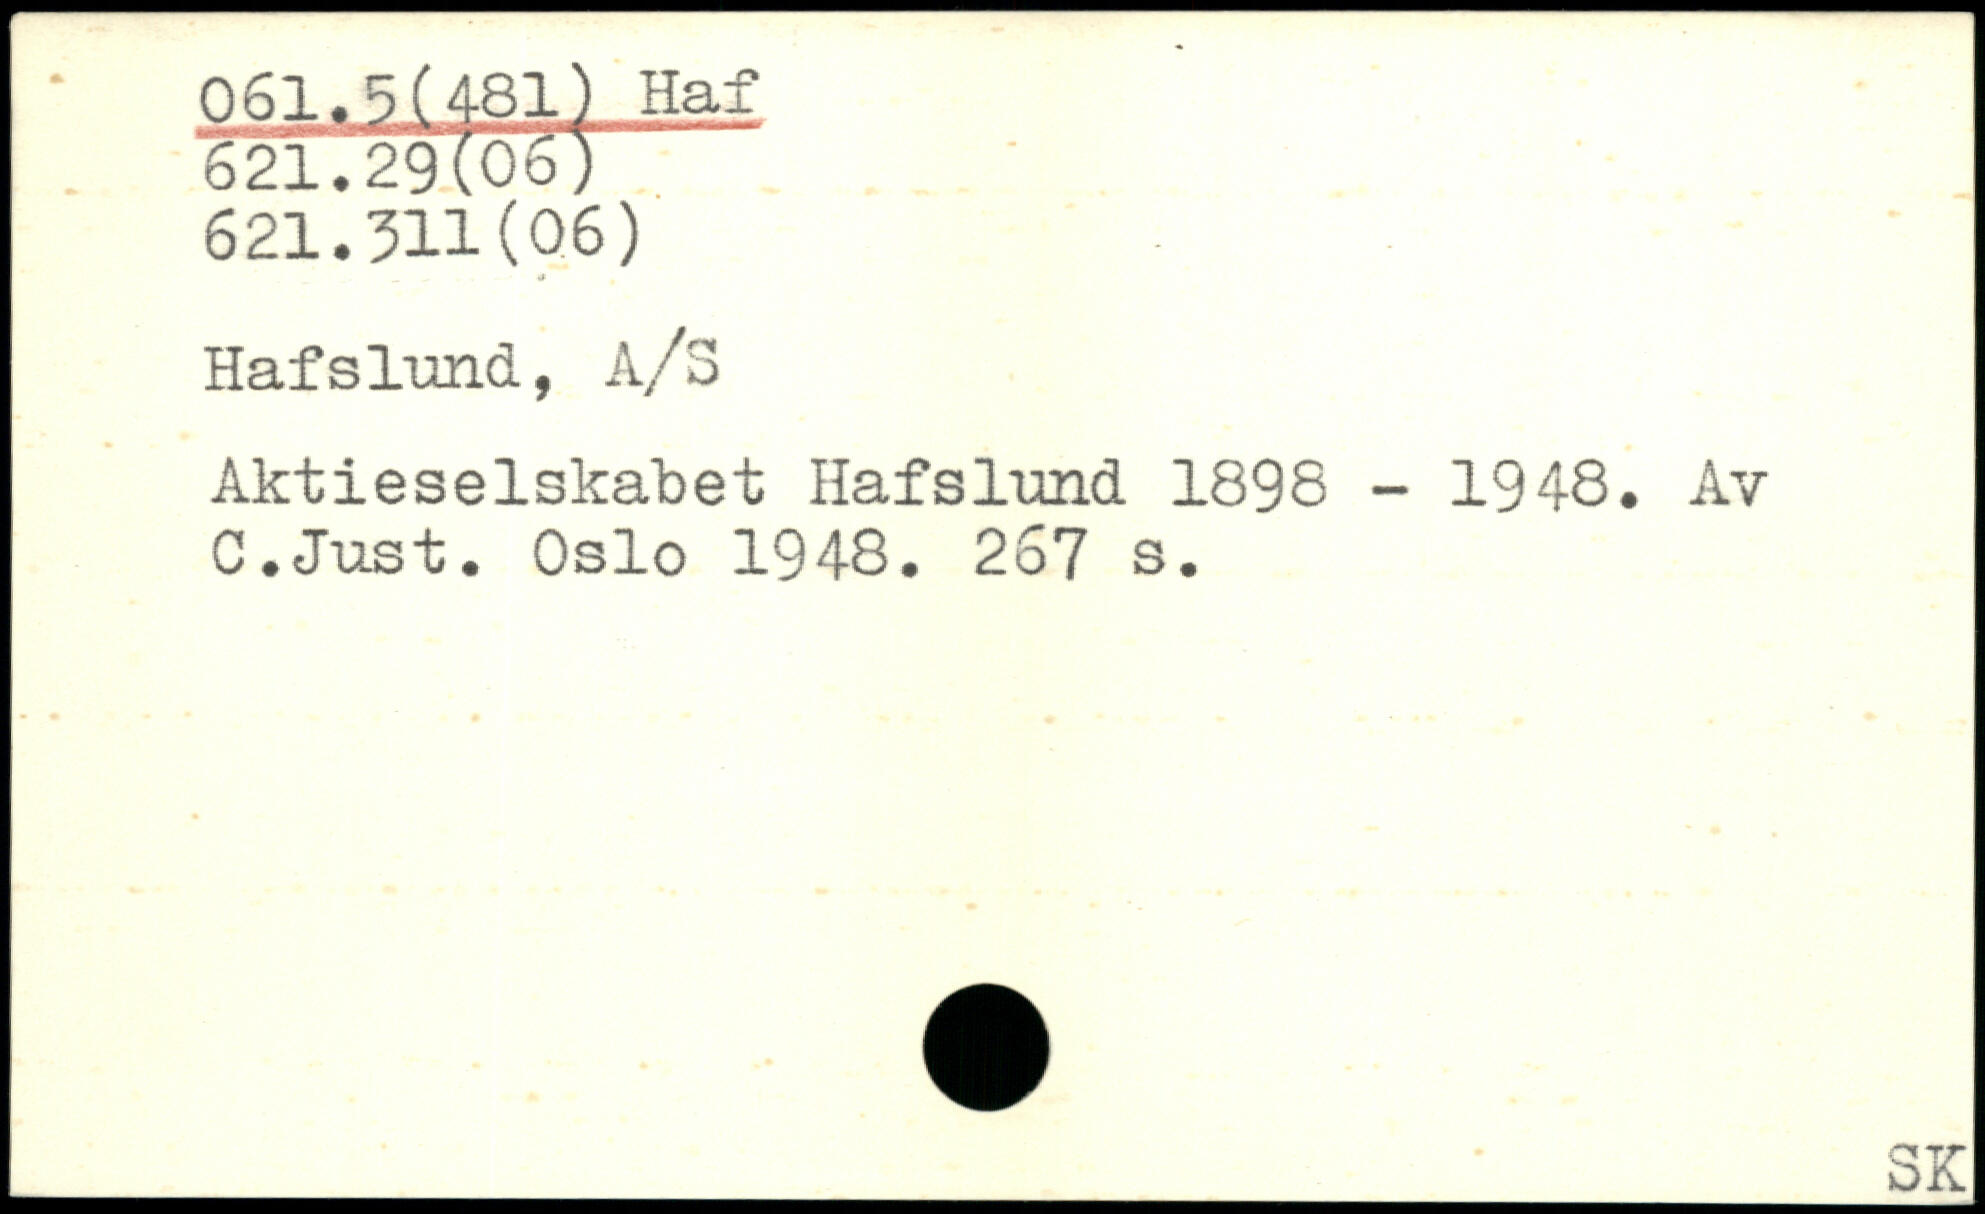 061.5(481) Haf
621.29(06)
621.311(06)
Hafslund, A/S
Aktieselskabet Hafslund 1898 - 1948. Av
C.Just. Oslo 1948. 267 s.
SK